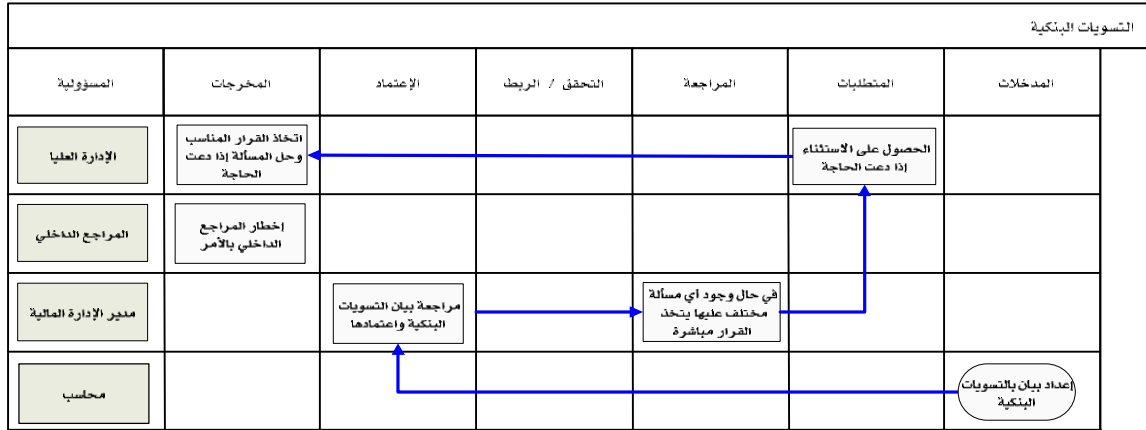 التسويات البنكية
المدخلات
المتطلبات
المراجعة
التحقق / الربط
الإعتماد
المخرجات
المسؤولية
الحصول على الاستثناء
إذا دعت الحاجة
اتخاذ القرار المناسب
وحل المسألة إذا دعت
الحاجة
الإدارة العليا
إخطار المراجع
الداخلي بالأمر
المراجع الداخلي
في حال وجود أي مسألة
مختلف عليها يتخذ
القرار مباشرة
مراجعة بيان التسويات
البنكية واعتمادها
مدير الإدارة المالية
إعداد بيان بالتسويات
البنكية
محاسب